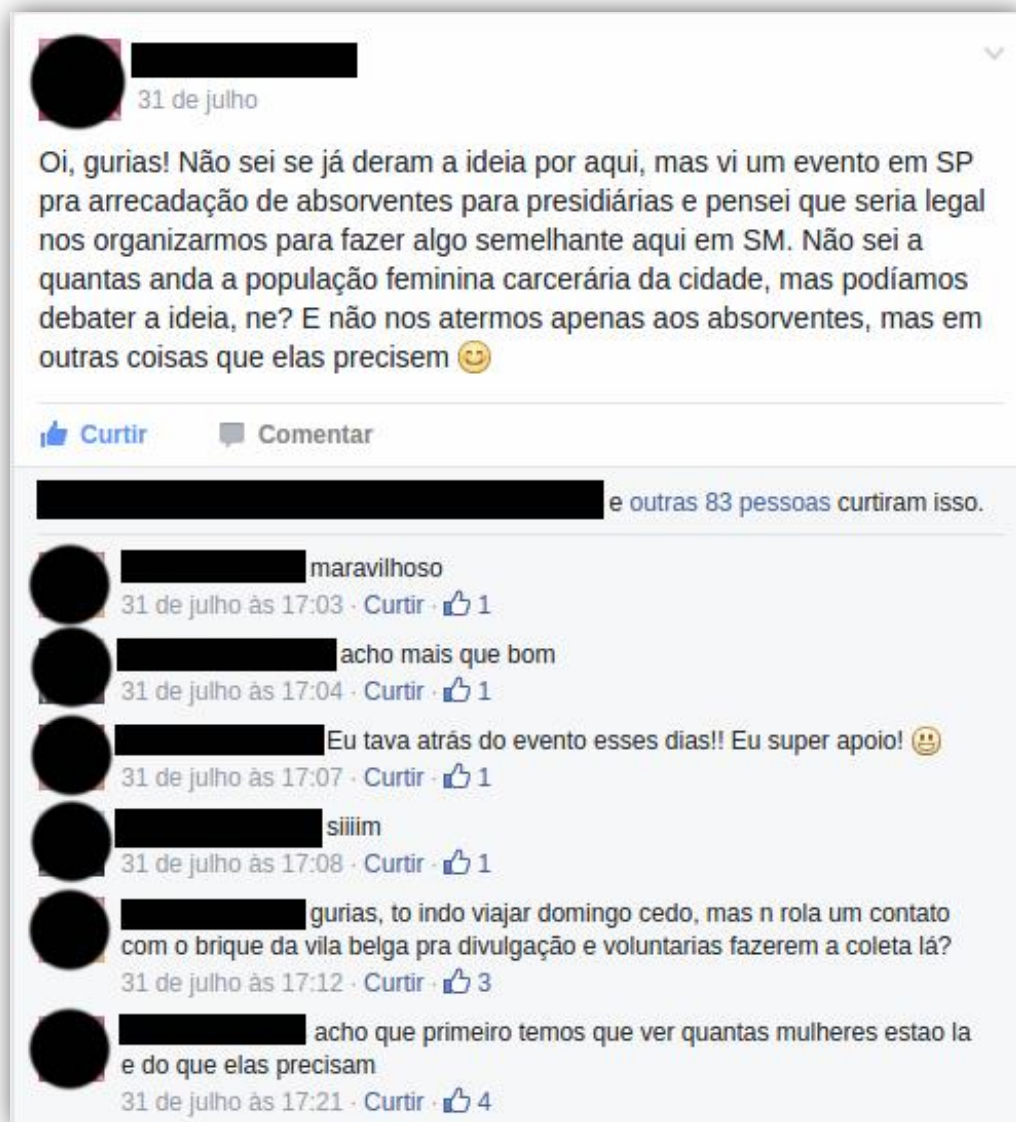 31 de julho
Oi, gurias! Não sei se já deram a ideia por aqui, mas vi um evento em SP
pra arrecadação de absorventes para presidiárias e pensei que seria legal
nos organizarmos para fazer algo semelhante aqui em SM. Não sei a
quantas anda a população feminina carcerária da cidade, mas podíamos
debater a ideia, ne? E não nos atermos apenas aos absorventes, mas em
outras coisas que elas precisem
Curtir Comentar
e outras 83 pessoas curtiram isso.
maravilhoso
31 de julho às 17:03 · Curtir · 1
acho mais que bom
31 de julho às 17:04 · Curtir · 1
Eu tava atrás do evento esses dias!! Eu super apoio!
31 de julho às 17:07 · Curtir · 1
siiiim
31 de julho às 17:08 · Curtir · 1
gurias, to indo viajar domingo cedo, mas n rola um contato
com o brique da vila belga pra divulgação e voluntarias fazerem a coleta lá?
31 de julho às 17:12 · Curtir · 3
acho que primeiro temos que ver quantas mulheres estao la
e do que elas precisam
31 de julho às 17:21 · Curtir · 4